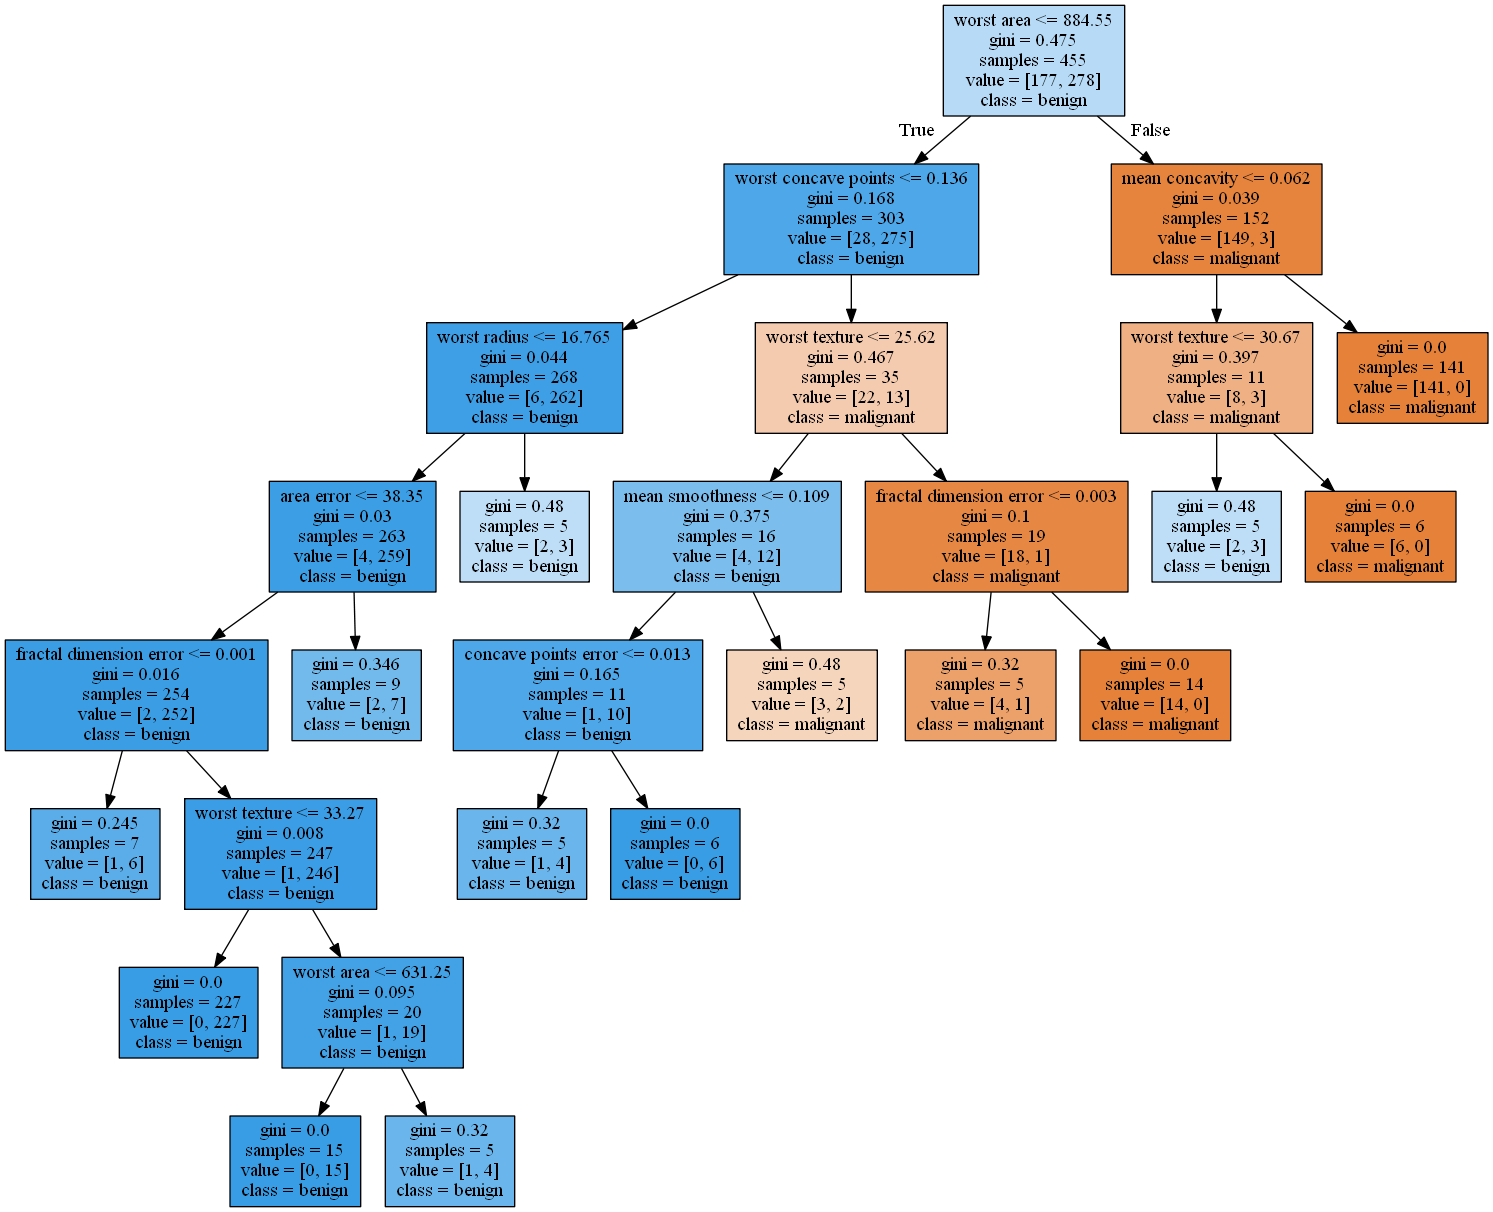 worst area <= 884.55
gini = 0.475
samples = 455
value = [177, 278]
class = benign
True
False
worst concave points <= 0.136
gini = 0.168
samples = 303
value = [28, 275]
class = benign
mean concavity <= 0.062
gini = 0.039
samples = 152
value = [149, 3]
class = malignant
worst radius <= 16.765
gini = 0.044
samples = 268
value = [6, 262]
class = benign
worst texture <= 25.62
gini = 0.467
samples = 35
value = [22, 13]
class = malignant
worst texture <= 30.67
gini = 0.397
samples = 11
value = [8, 3]
class = malignant
gini = 0.0
samples = 141
value = [141, 0]
class = malignant
area error <= 38.35
gini = 0.03
samples = 263
value = [4, 259]
class = benign
gini = 0.48
samples = 5
value = [2, 3]
class = benign
mean smoothness <= 0.109
gini = 0.375
samples = 16
value = [4, 12]
class = benign
fractal dimension error <= 0.003
gini = 0.1
samples = 19
value = [18, 1]
class = malignant
gini = 0.48
samples = 5
value = [2, 3]
class = benign
gini = 0.0
samples = 6
value = [6, 0]
class = malignant
fractal dimension error <= 0.001
gini = 0.016
samples = 254
value = [2, 252]
class = benign
gini = 0.346
samples = 9
value = [2, 7]
class = benign
concave points error <= 0.013
gini = 0.165
samples = 11
value = [1, 10]
class = benign
gini = 0.48
samples = 5
value = [3, 2]
class = malignant
gini = 0.32
samples = 5
value = [4, 1]
class = malignant
gini = 0.0
samples = 14
value = [14, 0]
class = malignant
gini = 0.245
samples = 7
value = [1, 6]
class = benign
worst texture <= 33.27
gini = 0.008
samples = 247
value = [1, 246]
class = benign
gini = 0.32
samples = 5
value = [1, 4]
class = benign
gini = 0.0
samples = 6
value = [0, 6]
class = benign
gini = 0.0
samples = 227
value = [0, 227]
class = benign
worst area <= 631.25
gini = 0.095
samples = 20
value = [1, 19]
class = benign
gini = 0.0
samples = 15
value = [0, 15]
class = benign
gini = 0.32
samples = 5
value = [1, 4]
class = benign